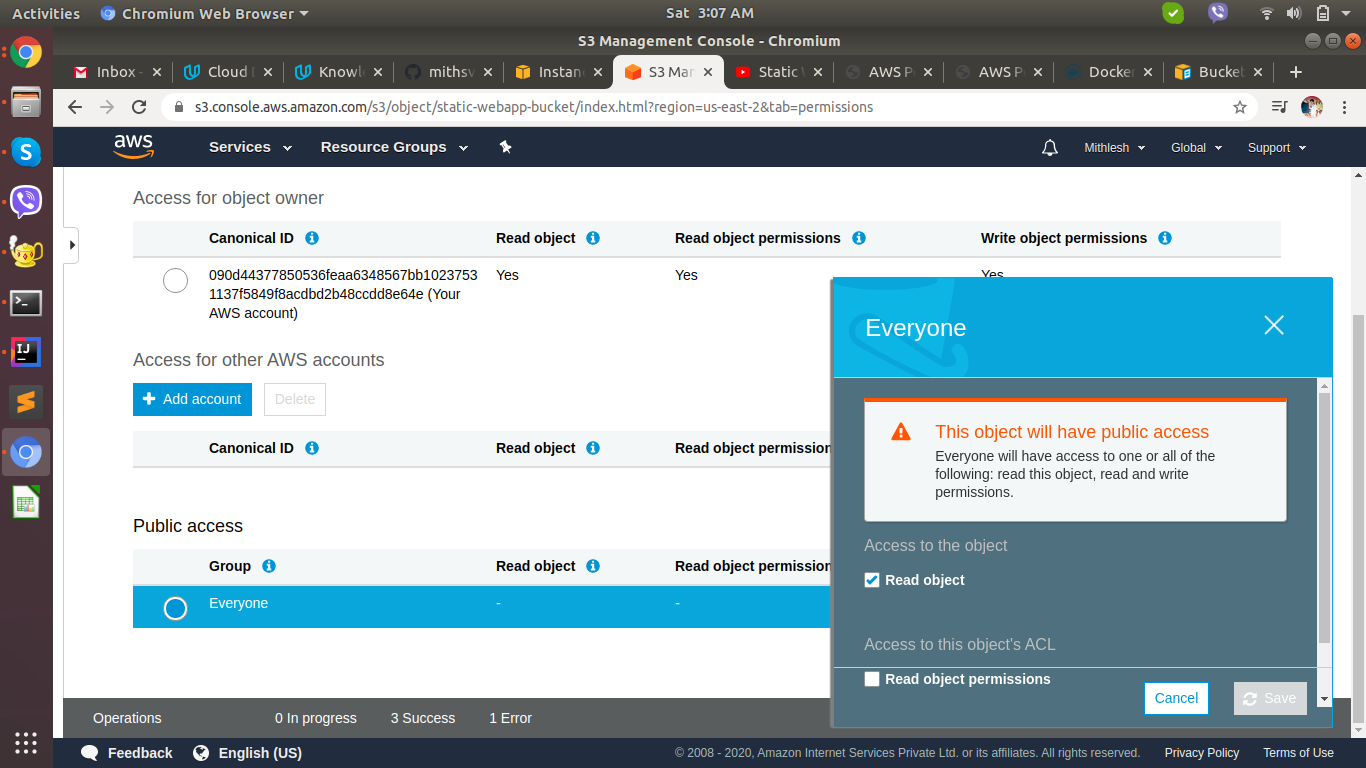 Activities
Chromium Web Browser
Sat 3:07 AM
S3 Management Console - Chromium
Inbox -
Cloud D
Knowl
mithsv
Instan
S3 Man
Static W
AWS P
AWS P
Docker
Bucket
s3.console.aws.amazon.com/s3/object/static-webapp-bucket/index.html?region=us-east-2&tab=permissions
aws
Services
Resource Groups
Mithlesh
Global
Support
Access for object owner
Canonical ID
Read object
Read object permissions
Write object permissions
090d44377850536feaa6348567bb1023753
1137f5849f8acdbd2b48ccdd8e64e (Your
AWS account)
Yes
Yes
Yes
Access for other AWS accounts
Add account
Delete
Canonical ID
Read object
Read object permission
Public access
Group
Read object
Read object permission
Everyone
-
-
Everyone
This object will have public access
Everyone will have access to one or all of the
following: read this object, read and write
permissions.
Access to the object
Read object
Access to this object's ACL
Read object permissions
Cancel
Save
Operations
0 In progress
3 Success
1 Error
Feedback
English (US)
© 2008 - 2020, Amazon Internet Services Private Ltd. or its affiliates. All rights reserved.
Privacy Policy
Terms of Use